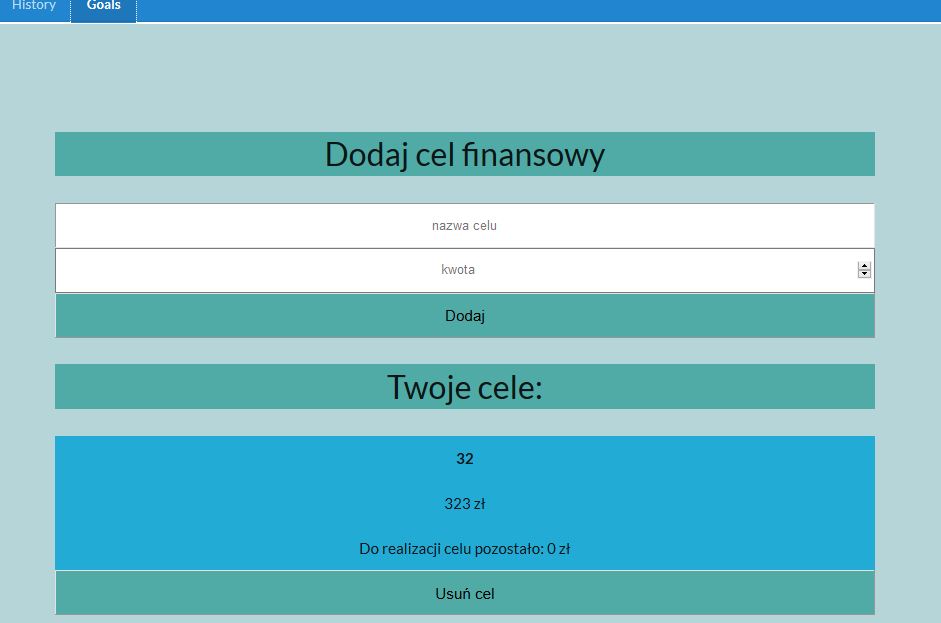 History Goals
Dodaj cel finansowy
nazwa celu
kwota
Dodaj
Twoje cele:
32
323 zł
Do realizacji celu pozostało: 0 zł
Usuń cel